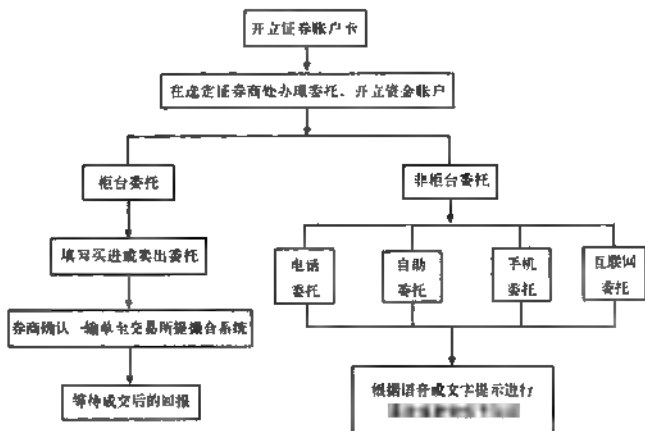 开立证券账户卡
在选定证券商处办理委托、开立资金账户
柜台委托
非柜台委托
填写买进或卖出委托
电话
委托
自助
委托
手机
委托
互联网
委托
券商确认 输单至交易所提撮合系统
等待成交后的回报
根据语音或文字提示进行